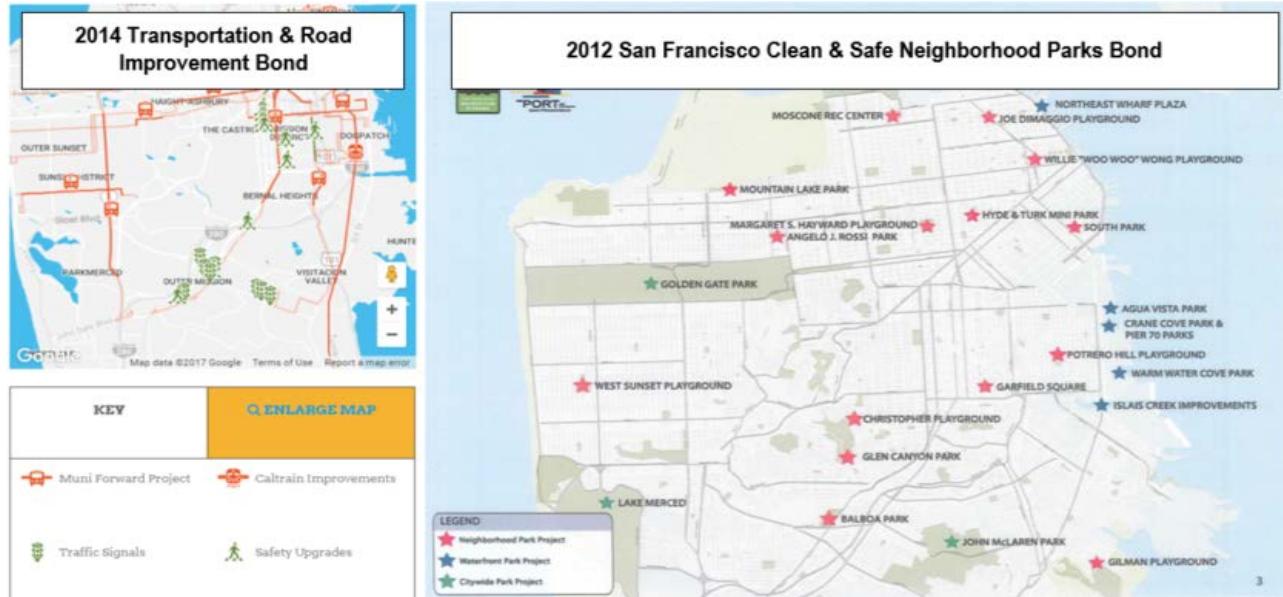 2014 Transportation & Road
Improvement Bond
HAIGHT-ASHBURY
THE CASTRO
MISSION
DISTRICT
DOGPATCH
OUTER SUNSET
SUNSET DISTRICT
BERNAL HEIGHTS
Sloat Blvd
HUNTE
PARKMERCED
OUTER MISSION
VISITACION
VALLEY
Google
Map data ©2017 Google
Terms of Use
Report a map error
KEY
ENLARGE MAP
Muni Forward Project
Caltrain Improvements
Traffic Signals
Safety Upgrades
2012 San Francisco Clean & Safe Neighborhood Parks Bond
PORT
NORTHEAST WHARF PLAZA
MOSCONE REC CENTER
JOE DIMAGGIO PLAYGROUND
WILLIE "WOO WOO" WONG PLAYGROUND
MOUNTAIN LAKE PARK
HYDE & TURK MINI PARK
MARGARET S. HAYWARD PLAYGROUND
SOUTH PARK
ANGELO J. ROSSI PARK
GOLDEN GATE PARK
AGUA VISTA PARK
CRANE COVE PARK &
PIER 70 PARKS
POTRERO HILL PLAYGROUND
WARM WATER COVE PARK
WEST SUNSET PLAYGROUND
GARFIELD SQUARE
ISLAIS CREEK IMPROVEMENTS
CHRISTOPHER PLAYGROUND
GLEN CANYON PARK
LAKE MERCED
BALBOA PARK
JOHN McLAREN PARK
GILMAN PLAYGROUND
LEGEND
Neighborhood Park Project
Waterfront Park Project
Citywide Park Project
3